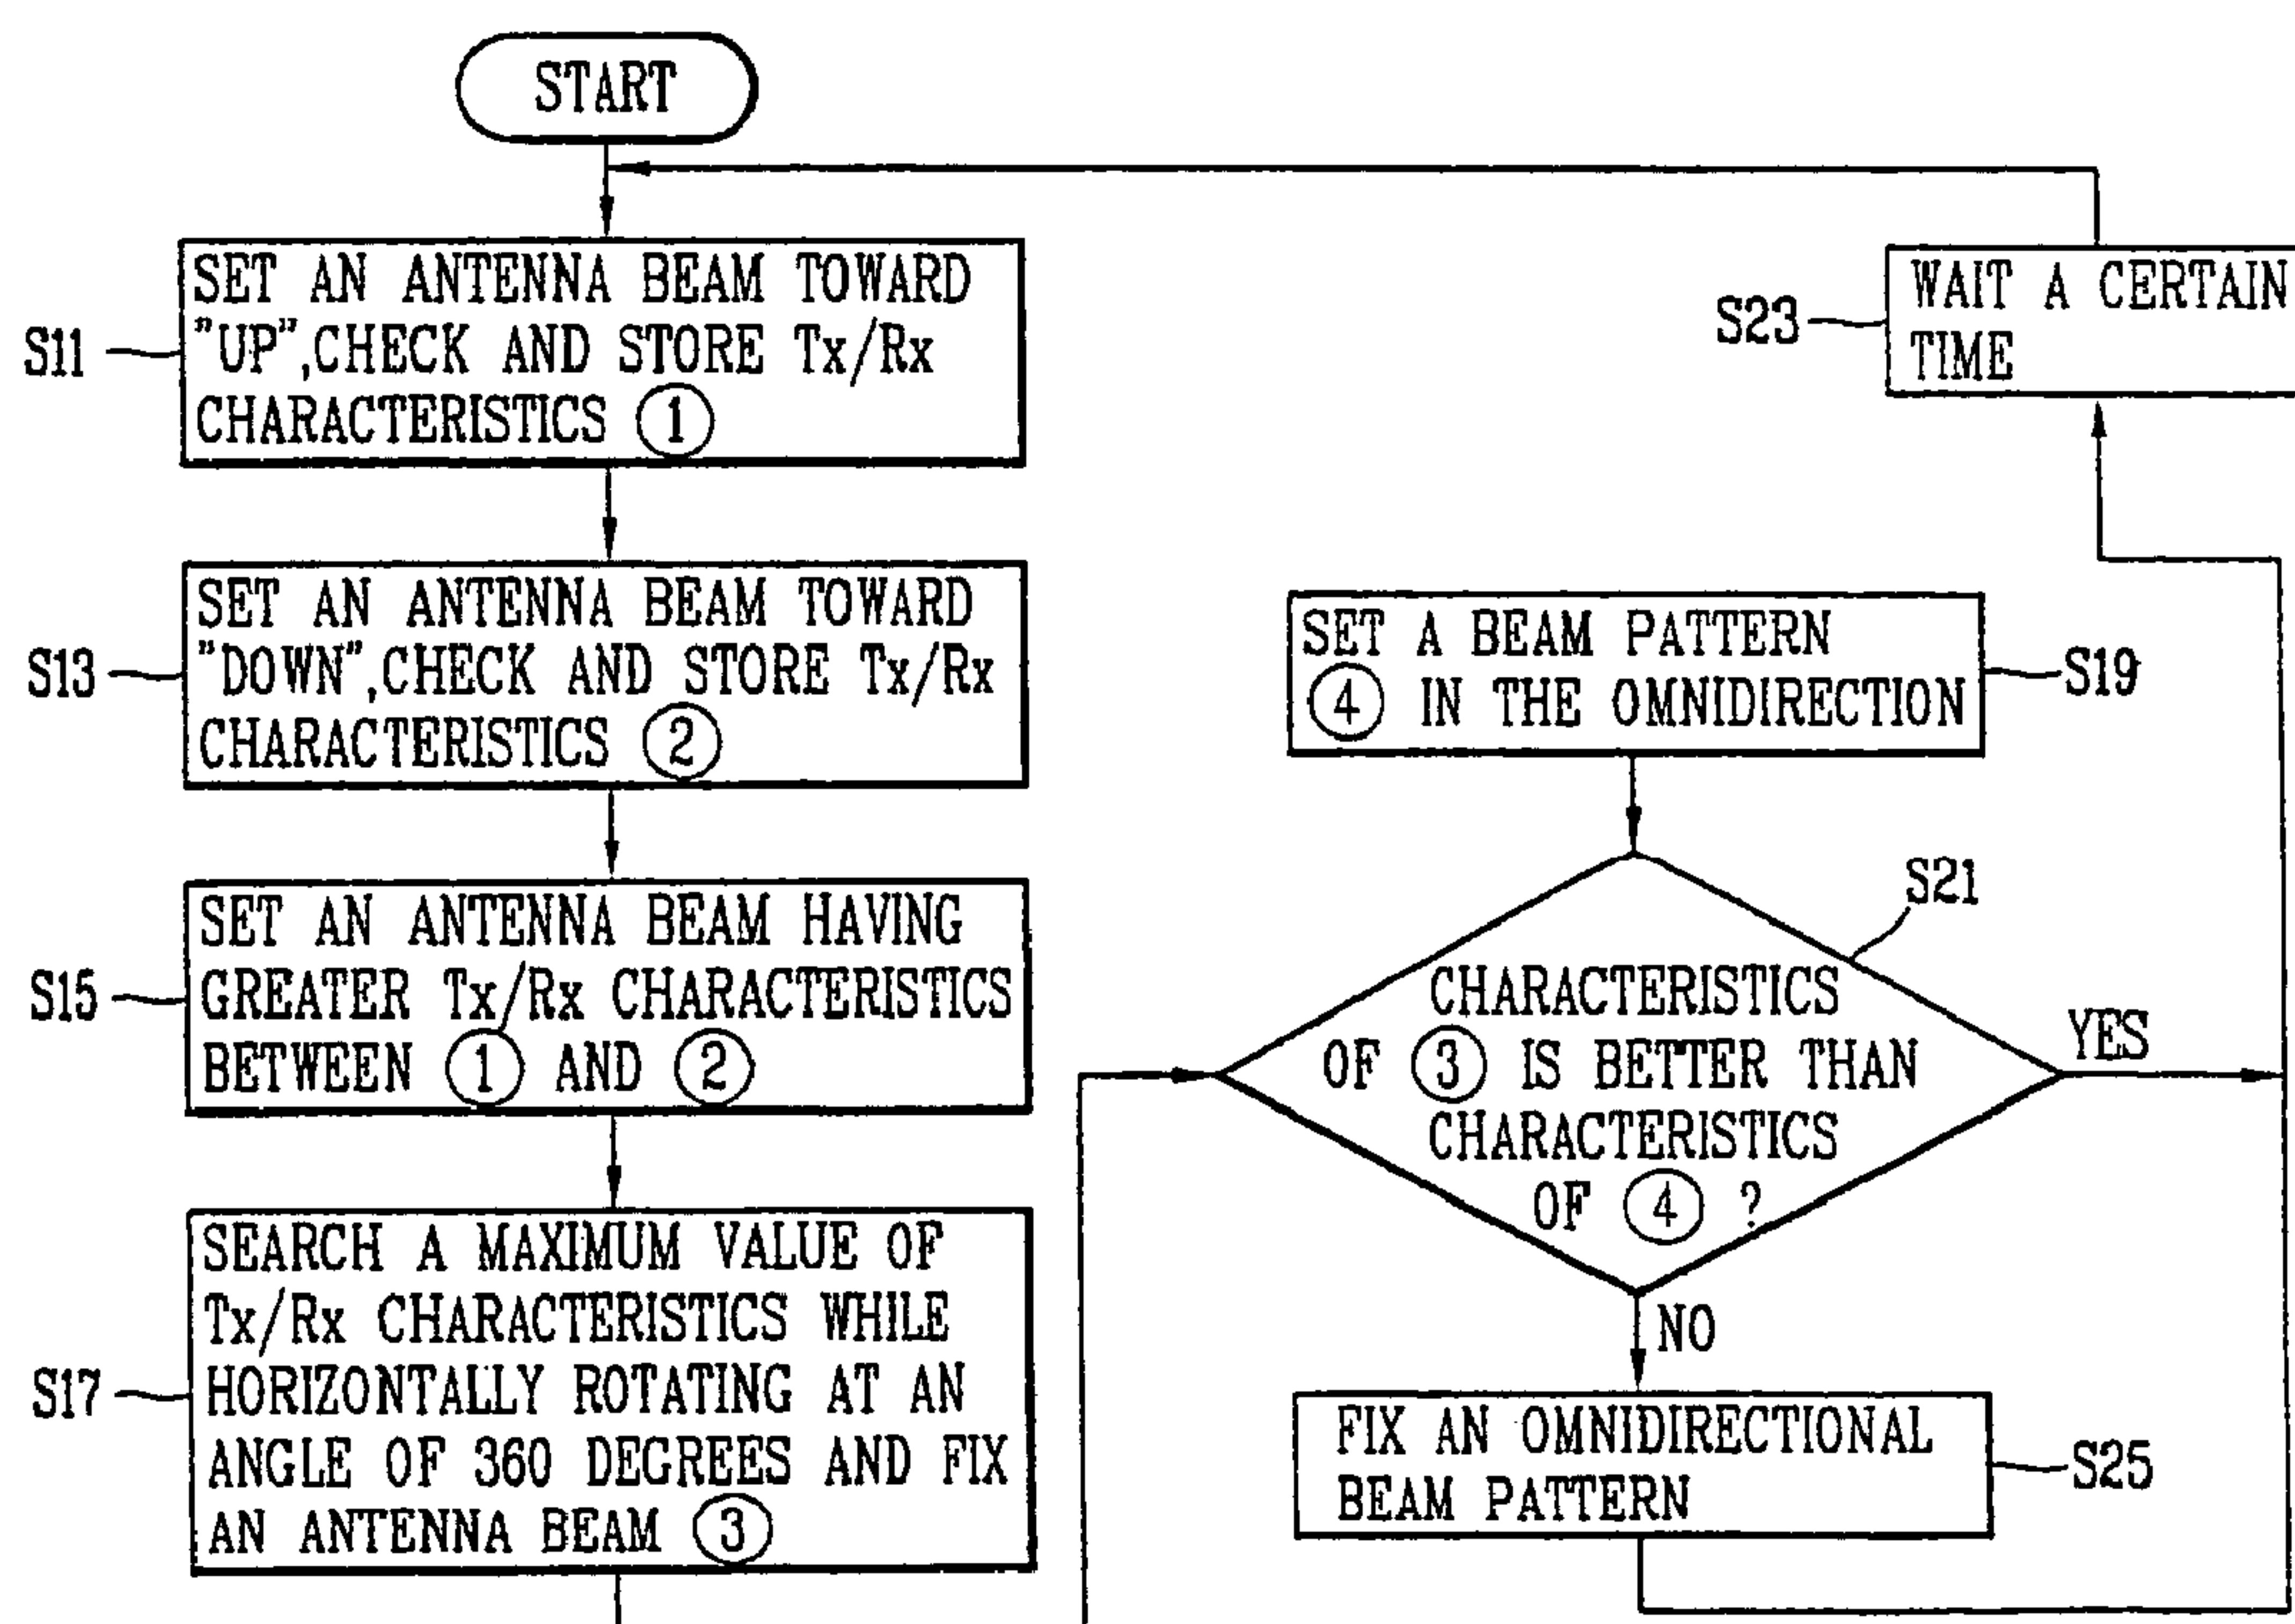 START
S11
SET AN ANTENNA BEAM TOWARD
"UP",CHECK AND STORE Tx/Rx
CHARACTERISTICS ①
S13
SET AN ANTENNA BEAM TOWARD
"DOWN",CHECK AND STORE Tx/Rx
CHARACTERISTICS ②
S15
SET AN ANTENNA BEAM HAVING
GREATER Tx/Rx CHARACTERISTICS
BETWEEN ① AND ②
S17
SEARCH A MAXIMUM VALUE OF
Tx/Rx CHARACTERISTICS WHILE
HORIZONTALLY ROTATING AT AN
ANGLE OF 360 DEGREES AND FIX
AN ANTENNA BEAM ③
S23
WAIT A CERTAIN
TIME
SET A BEAM PATTERN
④ IN THE OMNIDIRECTION
S19
S21
CHARACTERISTICS
OF ③ IS BETTER THAN
CHARACTERISTICS
OF ④ ?
YES
NO
FIX AN OMNIDIRECTIONAL
BEAM PATTERN
S25